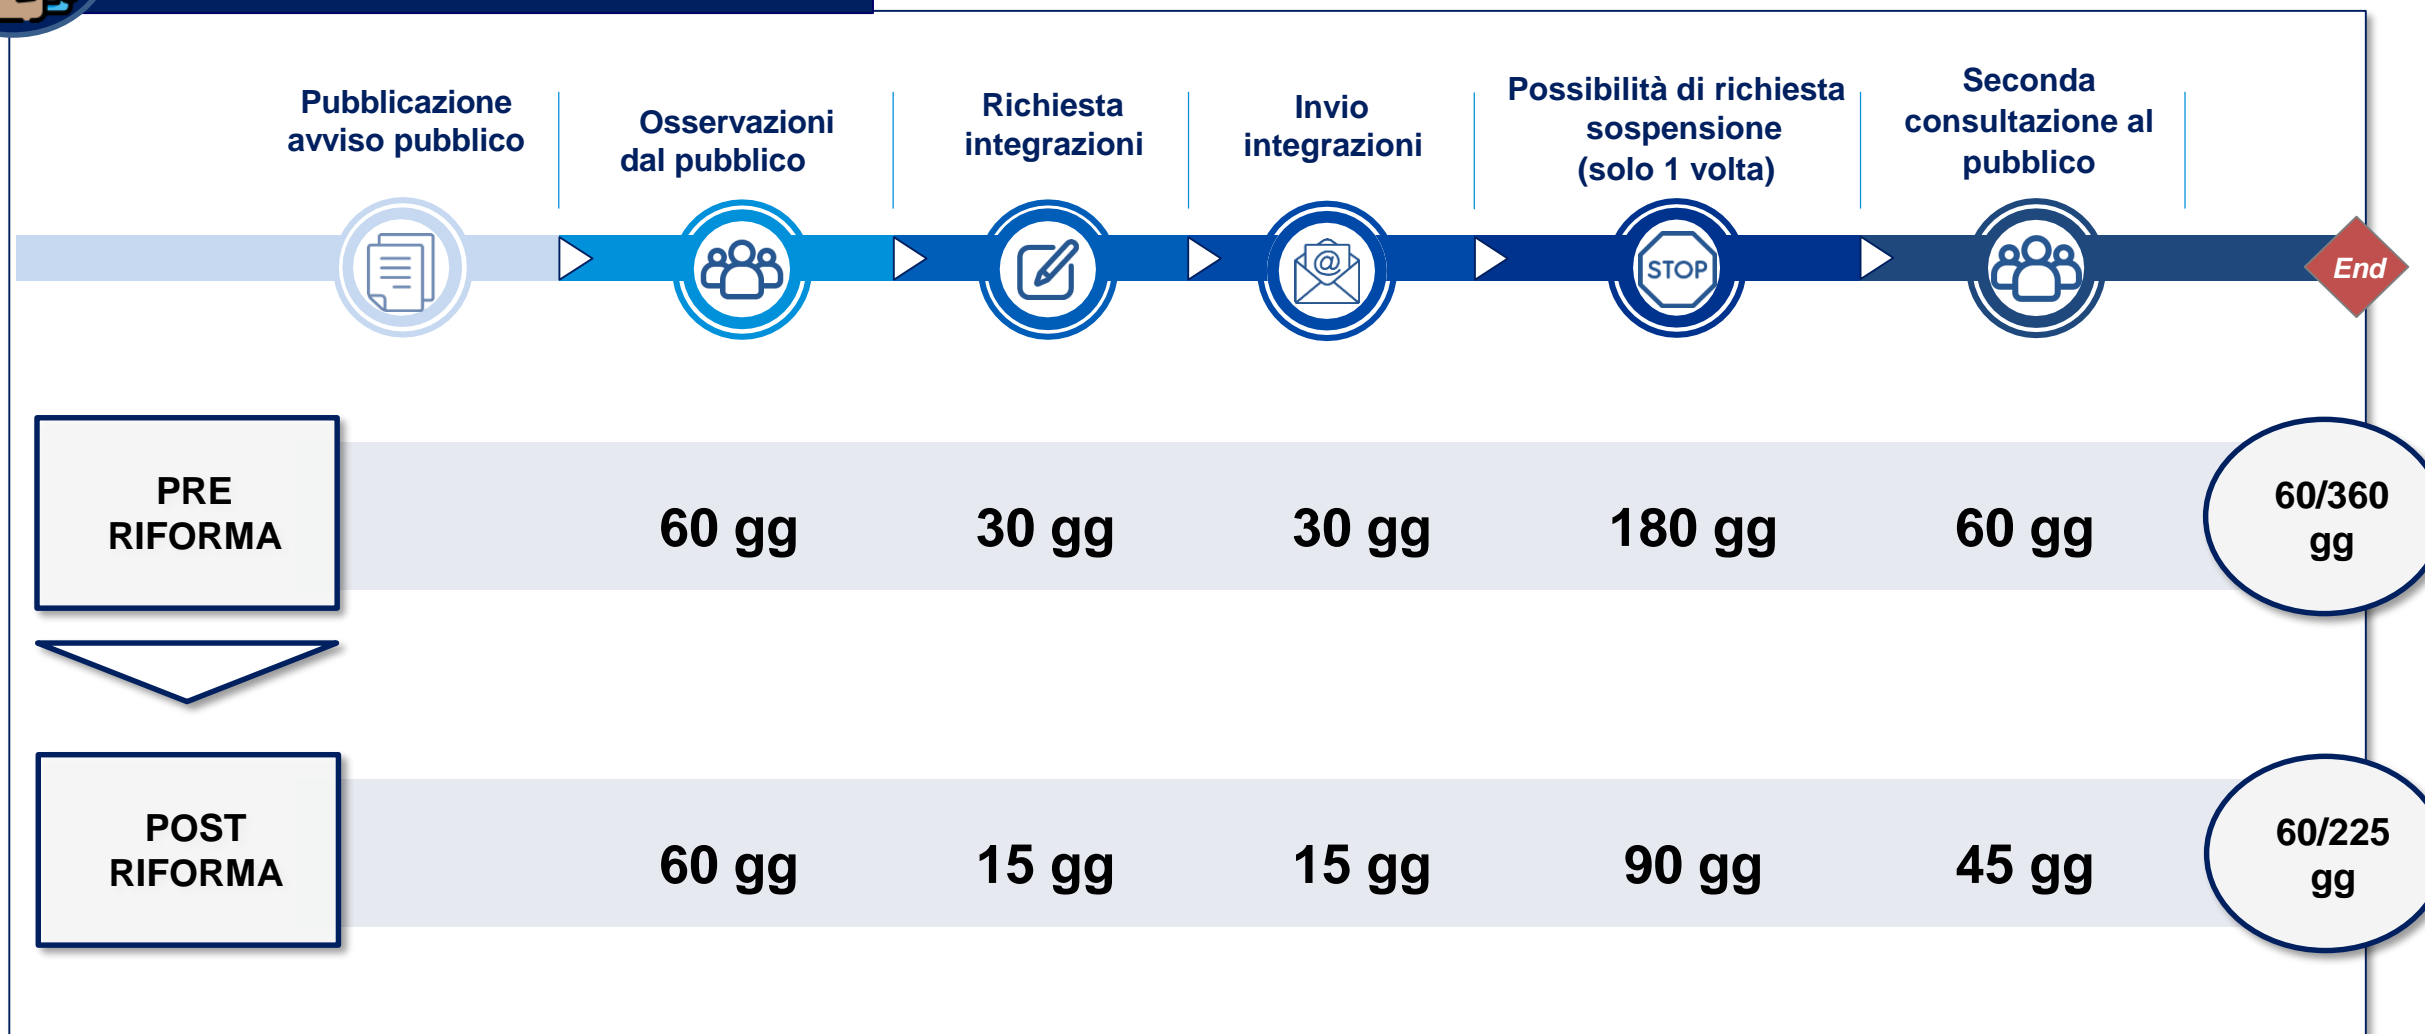 Pubblicazione
avviso pubblico
Osservazioni
dal pubblico
Richiesta
integrazioni
Invio
integrazioni
Possibilità di richiesta
sospensione
(solo 1 volta)
Seconda
consultazione al
pubblico
@
STOP
End
PRE
RIFORMA
60 gg
30 gg
30 gg
180 gg
60 gg
60/360
gg
POST
RIFORMA
60 gg
15 gg
15 gg
90 gg
45 gg
60/225
gg